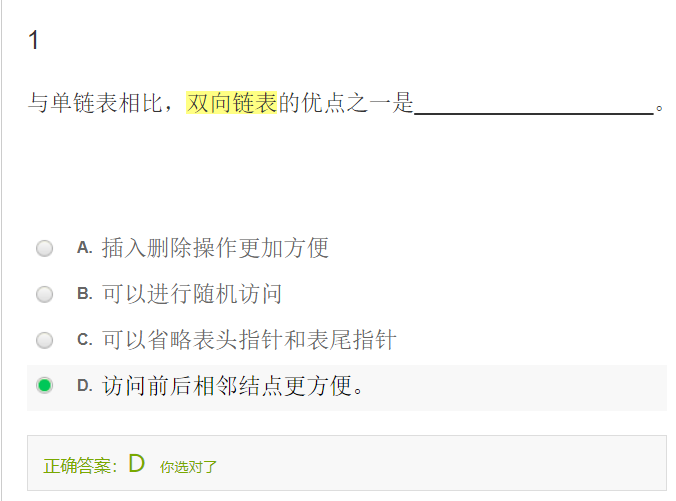 1
与单链表相比，双向链表的优点之一是____________________。
A. 插入删除操作更加方便
B. 可以进行随机访问
C. 可以省略表头指针和表尾指针
D. 访问前后相邻结点更方便。
正确答案：D 你选对了